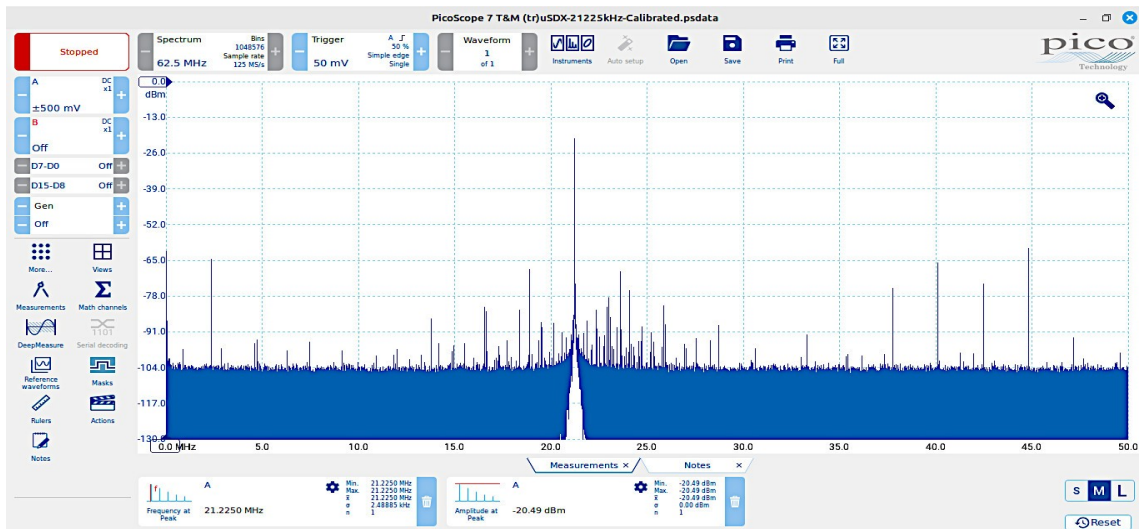 PicoScope 7 T&M (tr)uSDX-21225kHz-Calibrated.psdata
Stopped
Spectrum
62.5 MHz
Bins
1048576
Sample rate
125 MS/s
Trigger
50 mV
A
50 %
Simple edge
Single
Waveform
1
of 1
Instruments
Auto setup
Open
Save
Print
Full
pico
Technology
A
DC
x1
±500 mV
B
DC
x1
Off
D7-D0 Off
D15-D8 Off
Gen
Off
More...
Views
Measurements
Math channels
DeepMeasure
Serial decoding
1101
Reference
waveforms
Masks
Rulers
Actions
Notes
0.0
dBm
-13.0
-26.0
-39.0
-52.0
-65.0
-78.0
-91.0
-104.0
-117.0
-130.0
0.0 MHz 5.0 10.0 15.0 20.0 25.0 30.0 35.0 40.0 45.0 50.0
Measurements ×
Notes ×
A
Frequency at
Peak
21.2250 MHz
Min. 21.2250 MHz
Max. 21.2250 MHz
x̄ 21.2250 MHz
σ 2.48885 kHz
n 1
A
Amplitude at
Peak
-20.49 dBm
Min. -20.49 dBm
Max. -20.49 dBm
x̄ -20.49 dBm
σ 0.00 dBm
n 1
S M L
Reset